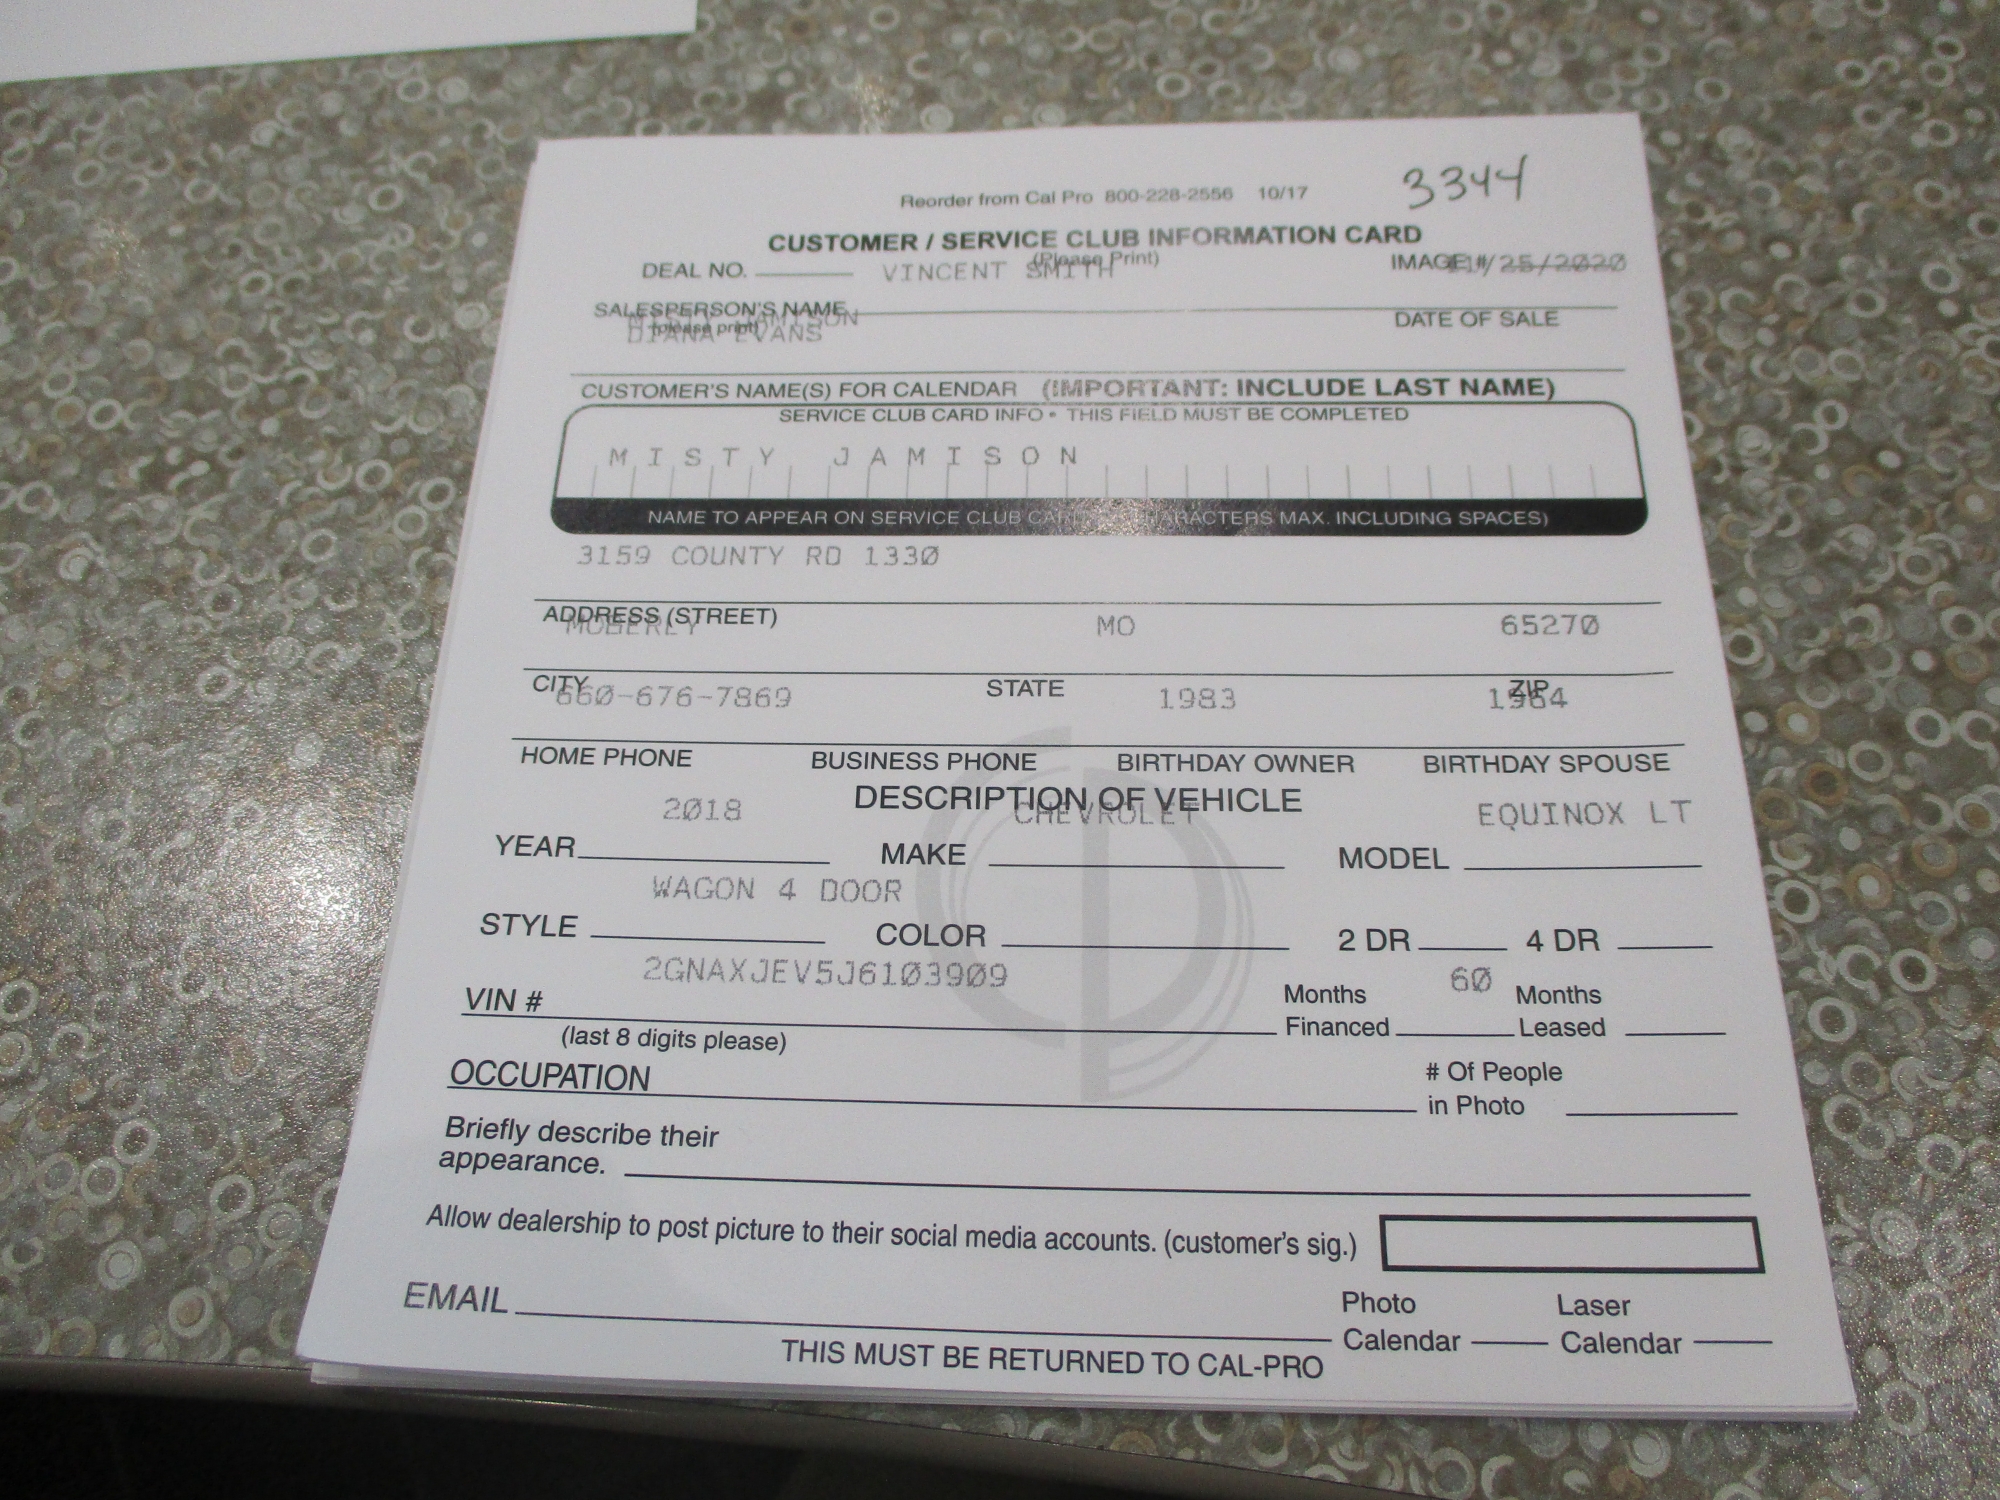 3344
Reorder from Cal Pro 800-228-2556 10/17
CUSTOMER / SERVICE CLUB INFORMATION CARD
(Please Print)
DEAL NO. VINCENT SMITH IMAGE# /25/2020
SALESPERSON'S NAME DATE OF SALE
(please print)
MISTY JAMISON
DIANA EVANS
CUSTOMER'S NAME(S) FOR CALENDAR (IMPORTANT: INCLUDE LAST NAME)
SERVICE CLUB CARD INFO • THIS FIELD MUST BE COMPLETED
MISTY JAMISON
NAME TO APPEAR ON SERVICE CLUB CHARACTERS MAX. INCLUDING SPACES)
3159 COUNTY RD 1330
ADDRESS (STREET)
MOBERLY MO 65270
CITY STATE ZIP
660-676-7869 1983 1964
HOME PHONE BUSINESS PHONE BIRTHDAY OWNER BIRTHDAY SPOUSE
DESCRIPTION OF VEHICLE
2018 CHEVROLET EQUINOX LT
YEAR MAKE MODEL
WAGON 4 DOOR
STYLE COLOR 2 DR 4 DR
2GNAXJEV5J6103909 60
VIN # Months Financed Months Leased
(last 8 digits please)
OCCUPATION # Of People in Photo
Briefly describe their
appearance.
Allow dealership to post picture to their social media accounts. (customer's sig.)
EMAIL Photo Calendar Laser Calendar
THIS MUST BE RETURNED TO CAL-PRO